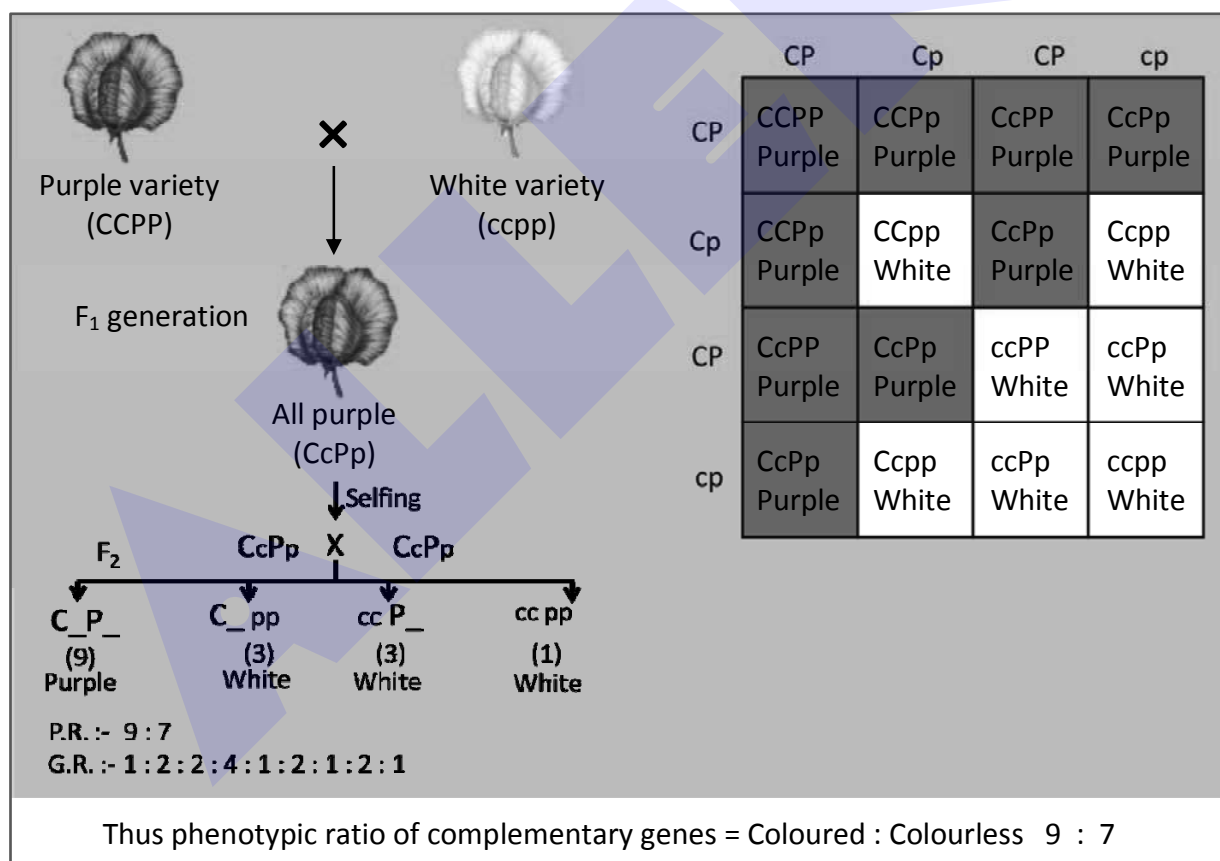 Purple variety
(CCPP)
×
White variety
(ccpp)
F₁ generation
All purple
(CcPp)
Selfing
F₂ CcPp X CcPp
C_P_ C_ pp cc P_ cc pp
(9) (3) (3) (1)
Purple White White White
P.R. :- 9 : 7
G.R. :- 1 : 2 : 2 : 4 : 1 : 2 : 1 : 2 : 1
CP Cp CP cp
CP CCPP CCPp CcPP CcPp
Purple Purple Purple Purple
Cp CCPp CCpp CcPp Ccpp
Purple White Purple White
CP CcPP CcPp ccPP ccPp
Purple Purple White White
cp CcPp Ccpp ccPp ccpp
Purple White White White
Thus phenotypic ratio of complementary genes = Coloured : Colourless 9 : 7